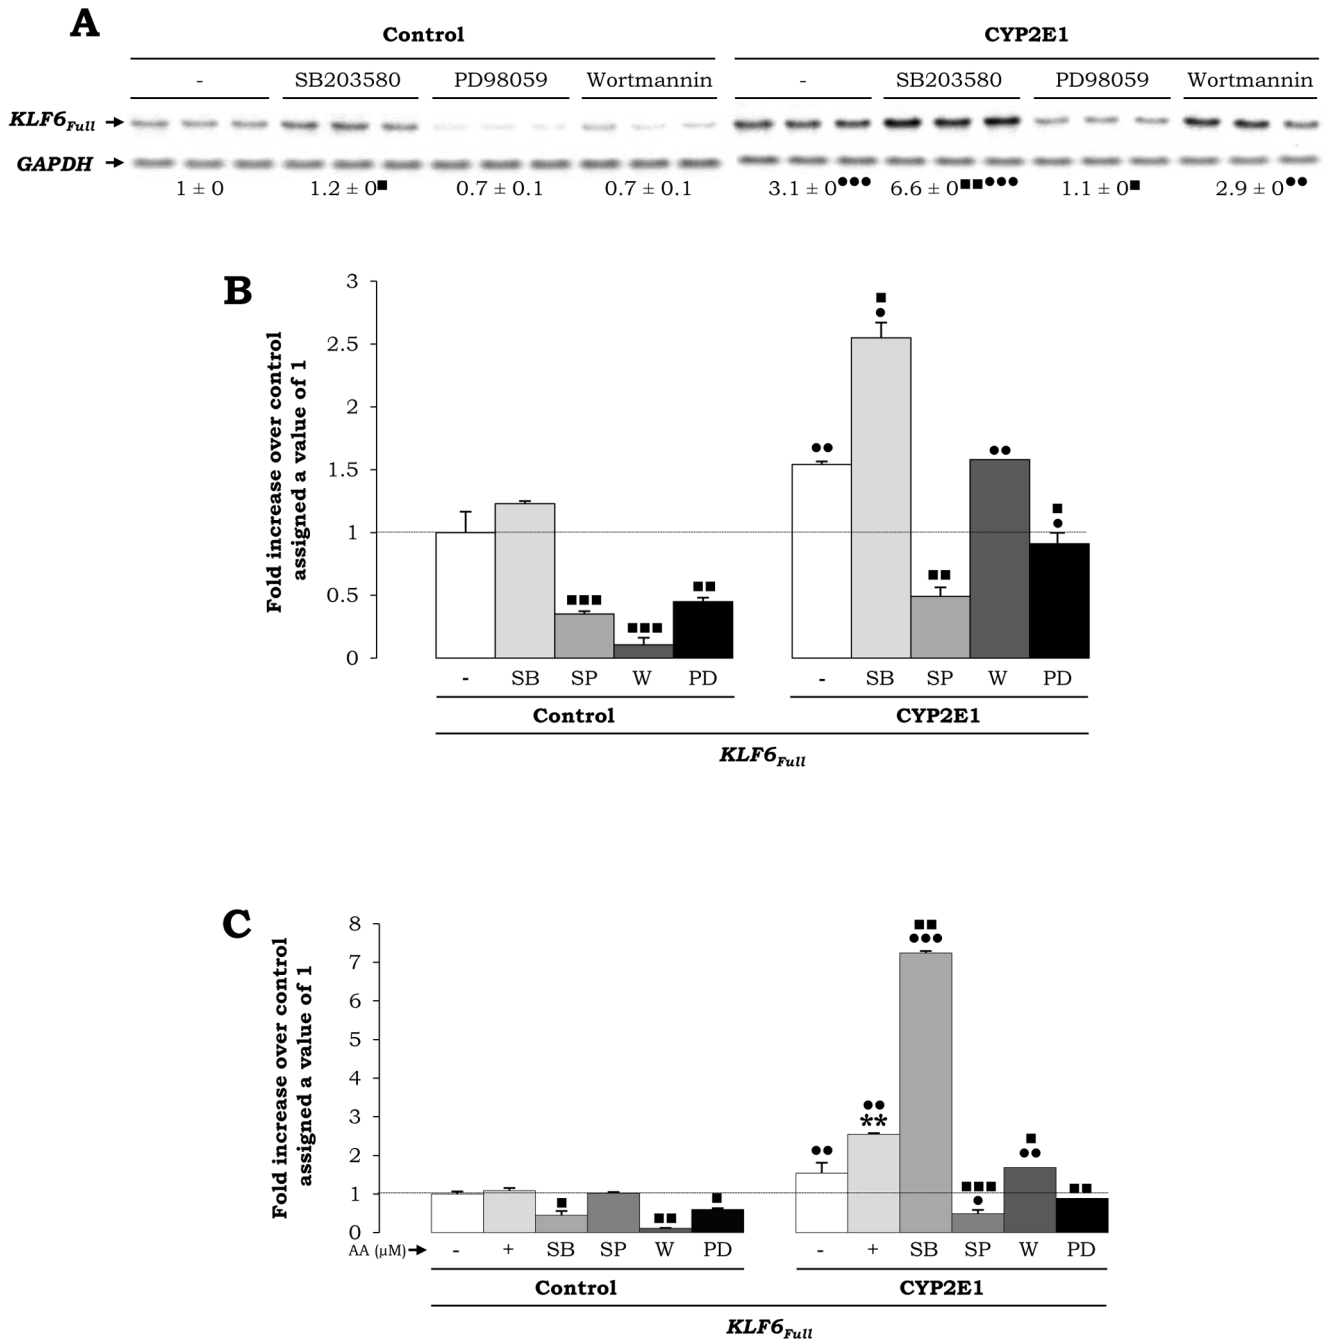 A
Control CYP2E1
- SB203580 PD98059 Wortmannin - SB203580 PD98059 Wortmannin
KLF6Full
GAPDH
1 ± 0 1.2 ± 0■ 0.7 ± 0.1 0.7 ± 0.1 3.1 ± 0●●● 6.6 ± 0■■●●● 1.1 ± 0■ 2.9 ± 0●●
B
Fold increase over control
assigned a value of 1
3
2.5
2
1.5
1
0.5
0
- SB SP W PD - SB SP W PD
Control CYP2E1
KLF6Full
C
Fold increase over control
assigned a value of 1
8
7
6
5
4
3
2
1
0
**
AA (µM) - + SB SP W PD - + SB SP W PD
Control CYP2E1
KLF6Full